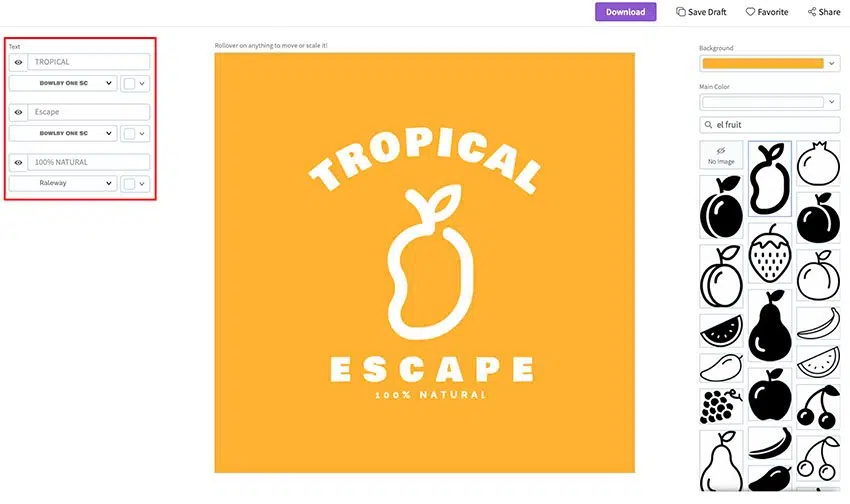 Download
Save Draft
Favorite
Share
Text
TROPICAL
BOWLBY ONE SC
Escape
BOWLBY ONE SC
100% NATURAL
Raleway
Rollover on anything to move or scale it!
TROPICAL
ESCAPE
100% NATURAL
Background
Main Color
el fruit
No Image